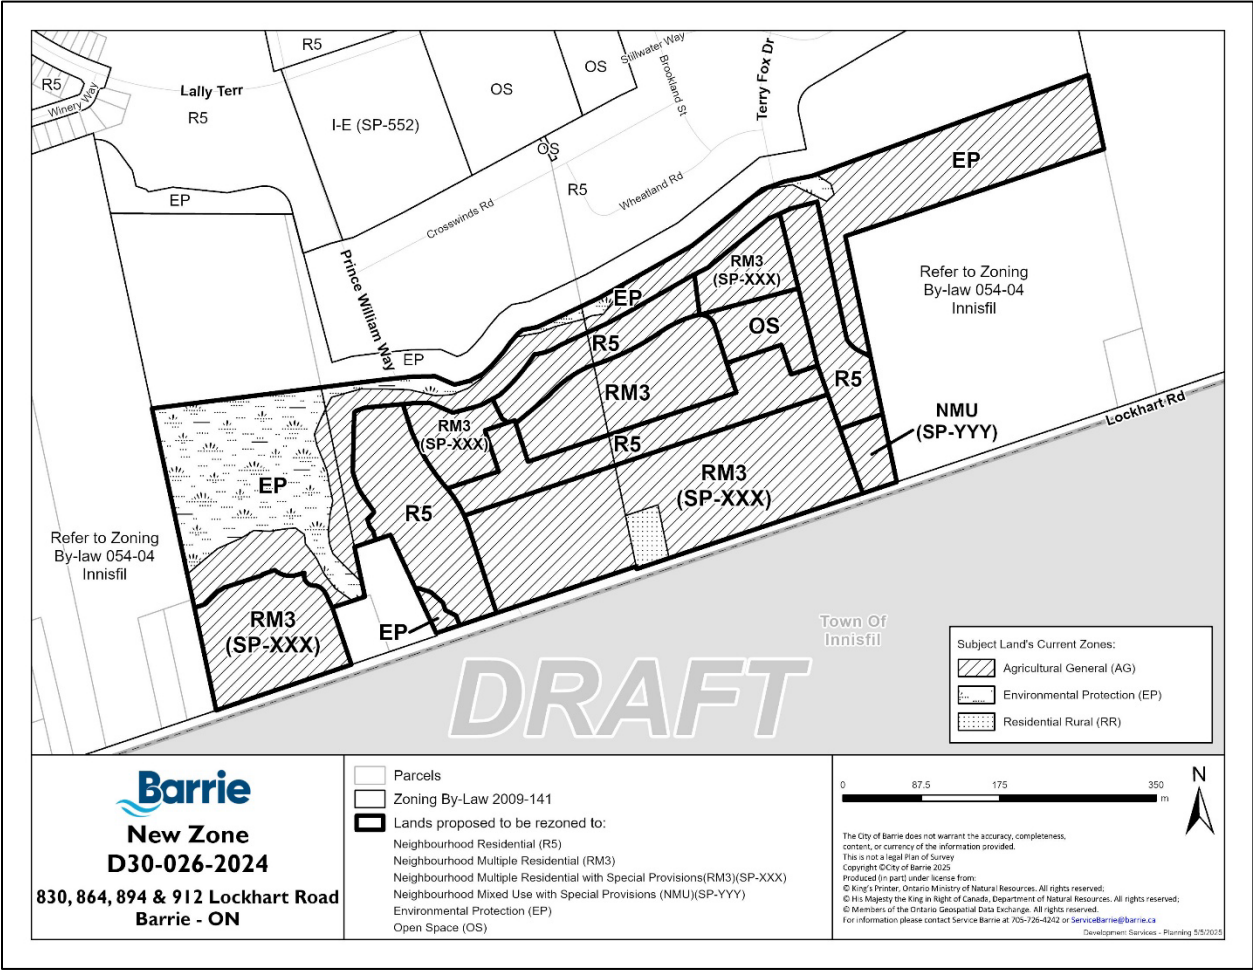 R5
OS
Stillwater Way
R5
Winery Way
Lally Terr
R5
I-E (SP-552)
OS
Brookland St
Terry Fox Dr
OS
R5
Wheatland Rd
Crosswinds Rd
EP
EP
Prince William Way
RM3
(SP-XXX)
Refer to Zoning
By-law 054-04
Innisfil
EP
OS
R5
EP
R5
RM3
NMU
(SP-YYY)
Lockhart Rd
RM3
(SP-XXX)
R5
RM3
(SP-XXX)
EP
R5
Refer to Zoning
By-law 054-04
Innisfil
RM3
(SP-XXX)
EP
Town Of
Innisfil
DRAFT
Subject Land's Current Zones:
Agricultural General (AG)
Environmental Protection (EP)
Residential Rural (RR)
Barrie
New Zone
D30-026-2024
830, 864, 894 & 912 Lockhart Road
Barrie - ON
Parcels
Zoning By-Law 2009-141
Lands proposed to be rezoned to:
Neighbourhood Residential (R5)
Neighbourhood Multiple Residential (RM3)
Neighbourhood Multiple Residential with Special Provisions(RM3)(SP-XXX)
Neighbourhood Mixed Use with Special Provisions (NMU)(SP-YYY)
Environmental Protection (EP)
Open Space (OS)
0 87.5 175 350
m
N
The City of Barrie does not warrant the accuracy, completeness,
content, or currency of the information provided.
This is not a legal Plan of Survey
Copyright ©City of Barrie 2025
Produced (in part) under license from:
© King's Printer, Ontario Ministry of Natural Resources. All rights reserved;
© His Majesty the King in Right of Canada, Department of Natural Resources. All rights reserved;
© Members of the Ontario Geospatial Data Exchange. All rights reserved.
For information please contact Service Barrie at 705-726-4242 or ServiceBarrie@barrie.ca
Development Services - Planning 5/5/2025